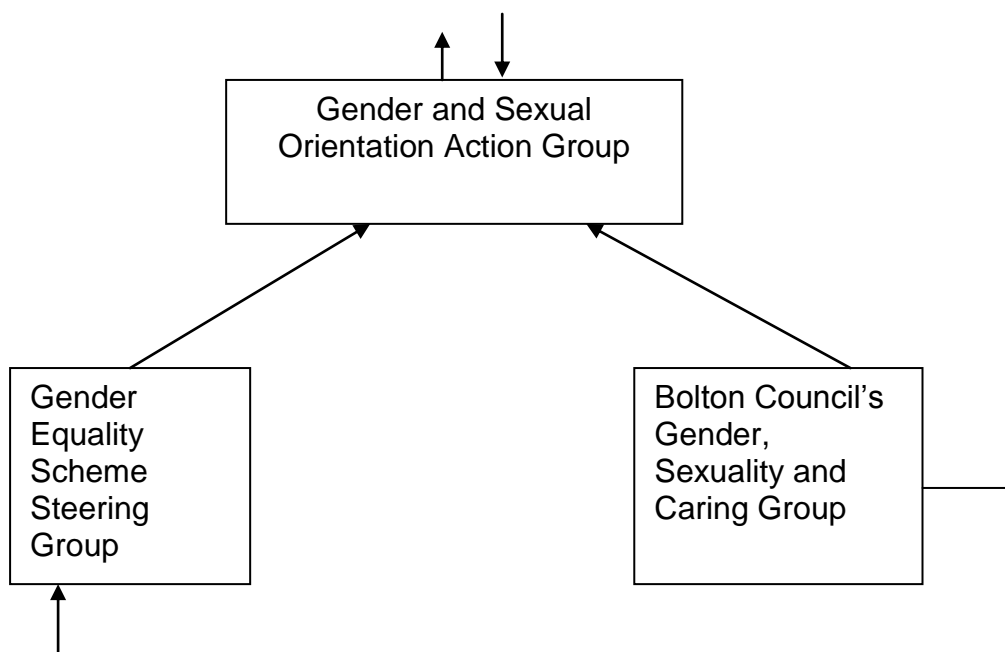 Gender and Sexual
Orientation Action Group
Gender
Equality
Scheme
Steering
Group
Bolton Council’s
Gender,
Sexuality and
Caring Group